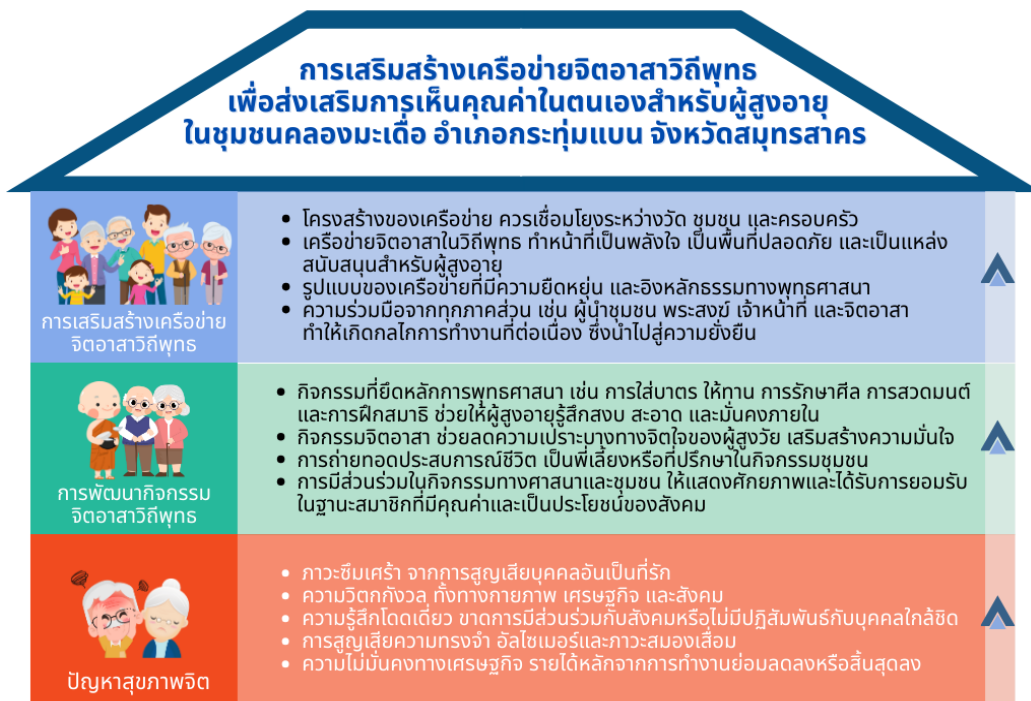 การเสริมสร้างเครือข่ายจิตอาสาวิถีพุทธ
เพื่อส่งเสริมการเห็นคุณค่าในตนเองสำหรับผู้สูงอายุ
ในชุมชนคลองมะเดื่อ อำเภอกระทุ่มแบน จังหวัดสมุทรสาคร
การเสริมสร้างเครือข่าย
จิตอาสาวิถีพุทธ
• โครงสร้างของเครือข่าย ควรเชื่อมโยงระหว่างวัด ชุมชน และครอบครัว
• เครือข่ายจิตอาสาในวิถีพุทธ ทำหน้าที่เป็นพลังใจ เป็นพื้นที่ปลอดภัย และเป็นแหล่ง
สนับสนุนสำหรับผู้สูงอายุ
• รูปแบบของเครือข่ายที่มีความยืดหยุ่น และอิงหลักธรรมทางพุทธศาสนา
• ความร่วมมือจากทุกภาคส่วน เช่น ผู้นำชุมชน พระสงฆ์ เจ้าหน้าที่ และจิตอาสา
ทำให้เกิดกลไกการทำงานที่ต่อเนื่อง ซึ่งนำไปสู่ความยั่งยืน
การพัฒนากิจกรรม
จิตอาสาวิถีพุทธ
• กิจกรรมที่ยึดหลักการพุทธศาสนา เช่น การใส่บาตร ให้ทาน การรักษาศีล การสวดมนต์
และการฝึกสมาธิ ช่วยให้ผู้สูงอายุรู้สึกสงบ สะอาด และมั่นคงภายใน
• กิจกรรมจิตอาสา ช่วยลดความเปราะบางทางจิตใจของผู้สูงวัย เสริมสร้างความมั่นใจ
• การถ่ายทอดประสบการณ์ชีวิต เป็นพี่เลี้ยงหรือที่ปรึกษาในกิจกรรมชุมชน
• การมีส่วนร่วมในกิจกรรมทางศาสนาและชุมชน ให้แสดงศักยภาพและได้รับการยอมรับ
ในฐานะสมาชิกที่มีคุณค่าและเป็นประโยชน์ของสังคม
ปัญหาสุขภาพจิต
• ภาวะซึมเศร้า จากการสูญเสียบุคคลอันเป็นที่รัก
• ความวิตกกังวล ทั้งทางกายภาพ เศรษฐกิจ และสังคม
• ความรู้สึกโดดเดี่ยว ขาดการมีส่วนร่วมกับสังคมหรือไม่มีปฏิสัมพันธ์กับบุคคลใกล้ชิด
• การสูญเสียความทรงจำ อัลไซเมอร์และภาวะสมองเสื่อม
• ความไม่มั่นคงทางเศรษฐกิจ รายได้หลักจากการทำงานย่อมลดลงหรือสิ้นสุดลง